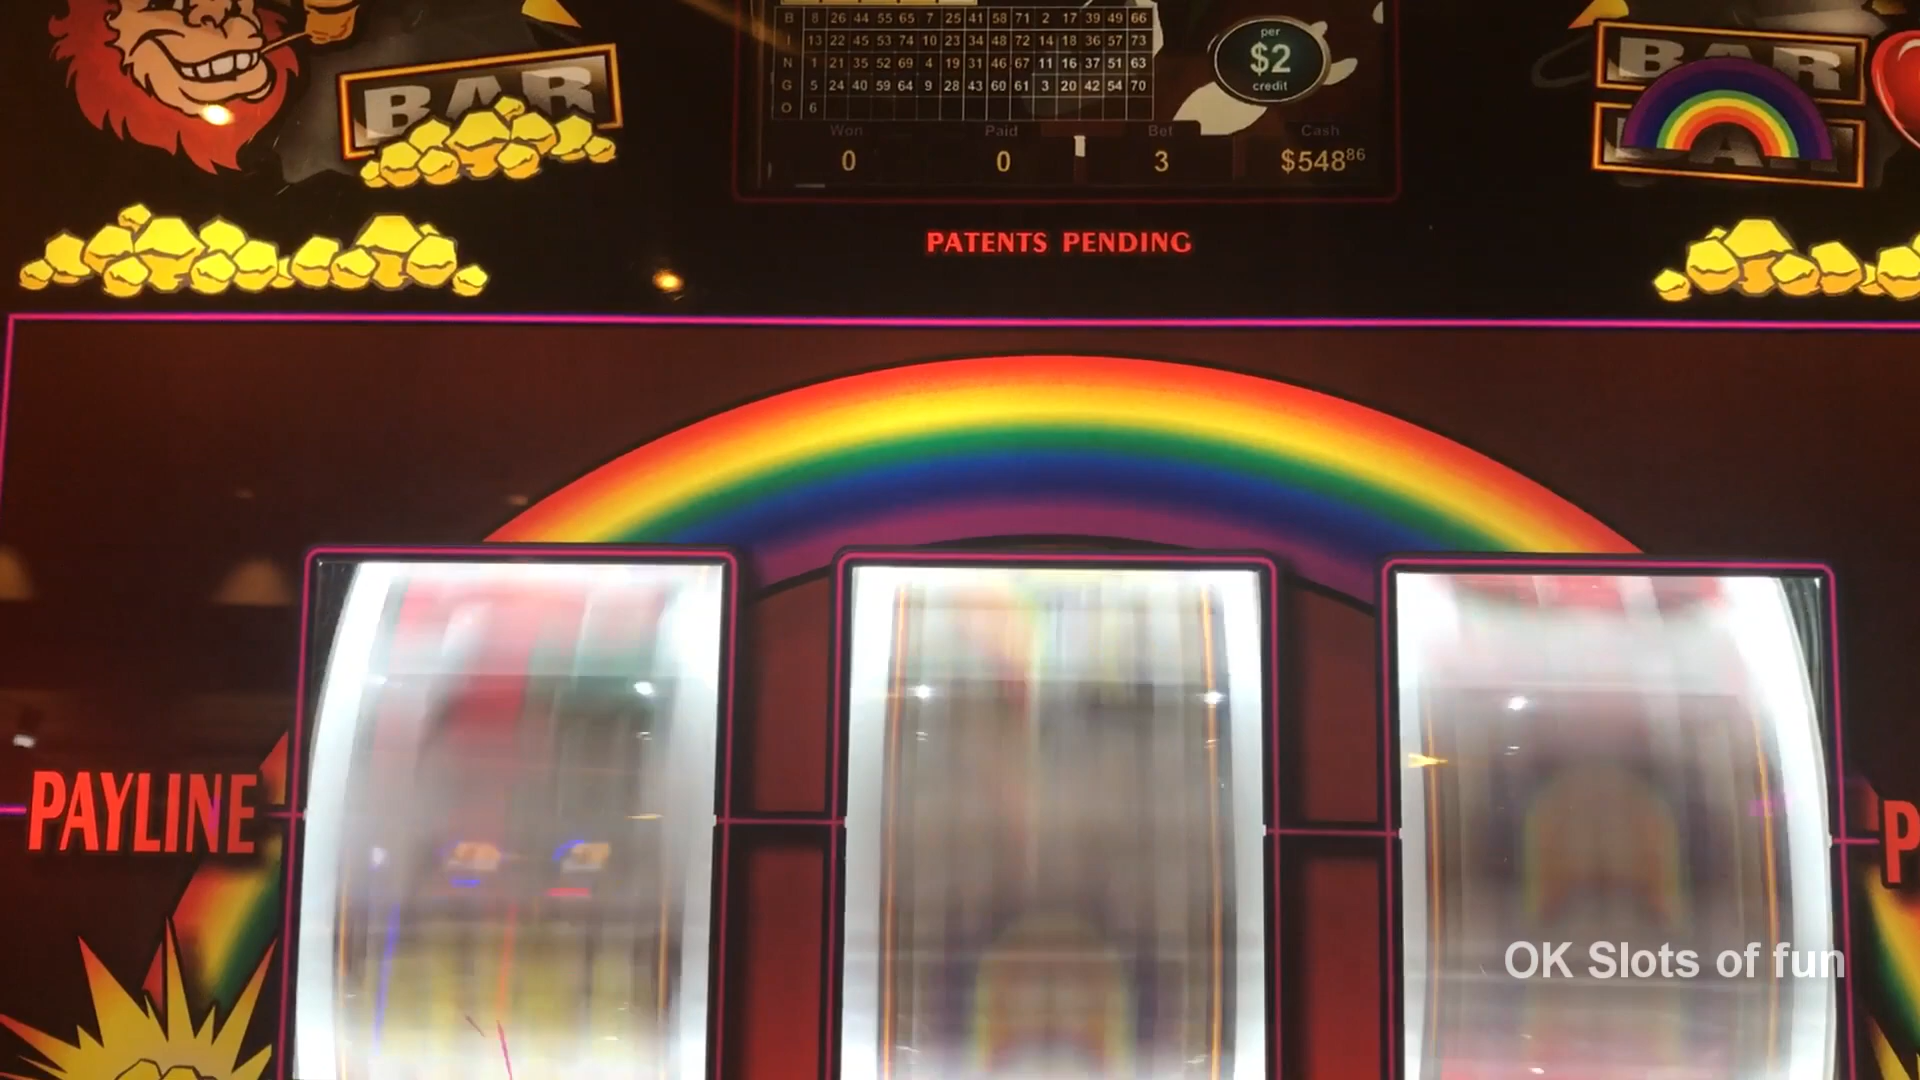 B 8 26 44 55 65 7 25 41 58 71 2 17 39 49 66
I 13 22 45 53 74 10 23 34 48 72 14 18 36 57 73
N 1 21 35 52 69 4 19 31 46 67 11 16 37 51 63
G 5 24 40 59 64 9 28 43 60 61 3 20 42 54 70
O 6
per
$2
credit
BAR
BAR
Won Paid Bet Cash
0 0 3 $548.86
PATENTS PENDING
PAYLINE
P
OK Slots of fun